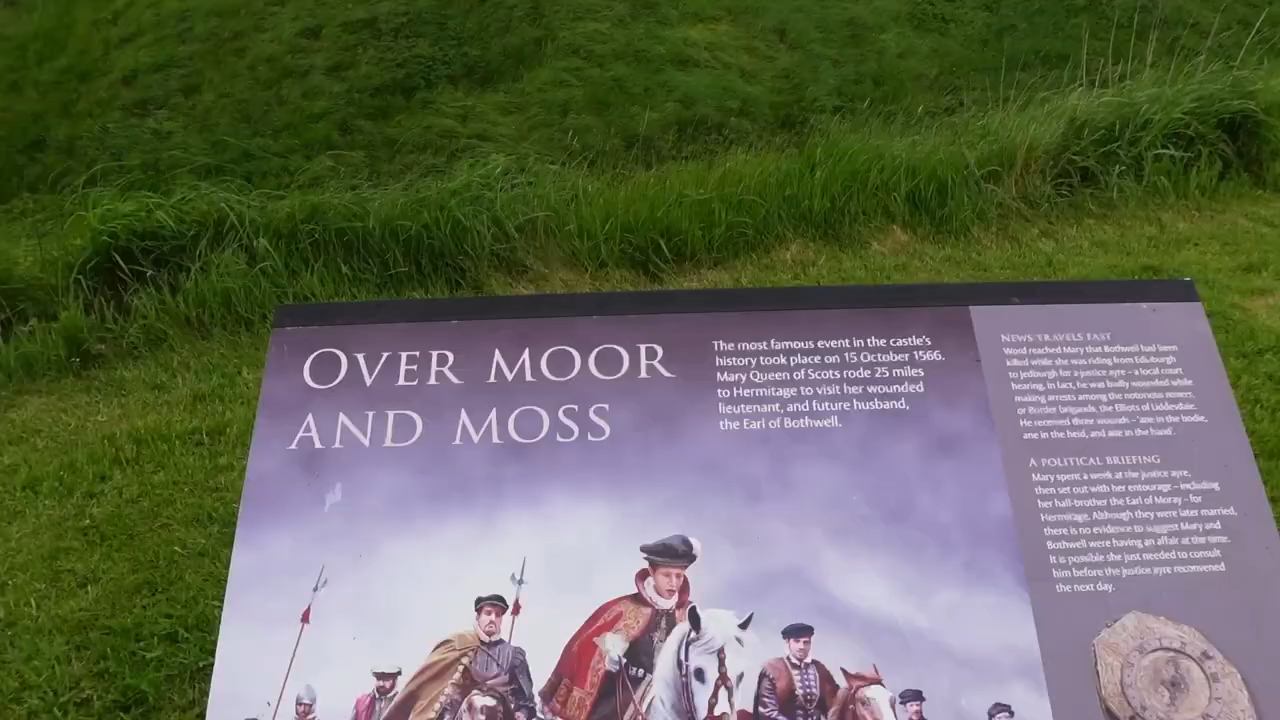 OVER MOOR
AND MOSS
The most famous event in the castle's
history took place on 15 October 1566.
Mary Queen of Scots rode 25 miles
to Hermitage to visit her wounded
lieutenant, and future husband,
the Earl of Bothwell.
NEWS TRAVELS FAST
Word reached Mary that Bothwell had been
killed while she was riding from Edinburgh
to Jedburgh for a justice ayre – a local court
hearing. In fact, he was badly wounded while
making arrests among the notorious reivers,
or Border brigands, the Elliots of Liddesdale.
He received three wounds – 'ane in the bodie,
ane in the heid, and ane in the hand'.
A POLITICAL BRIEFING
Mary spent a week at the justice ayre,
then set out with her entourage – including
her half-brother the Earl of Moray – for
Hermitage. Although they were later married,
there is no evidence to suggest Mary and
Bothwell were having an affair at the time.
It is possible she just needed to consult
him before the justice ayre reconvened
the next day.